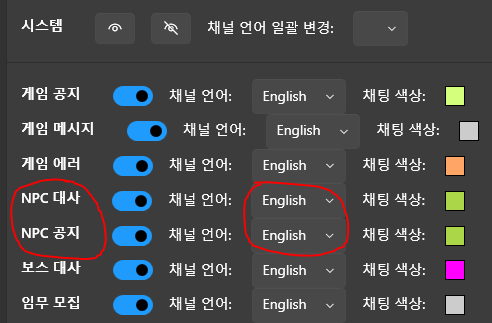 시스템 채널 언어 일괄 변경:
게임 공지 채널 언어: English 채팅 색상:
게임 메시지 채널 언어: English 채팅 색상:
게임 에러 채널 언어: English 채팅 색상:
NPC 대사 채널 언어: English 채팅 색상:
NPC 공지 채널 언어: English 채팅 색상:
보스 대사 채널 언어: English 채팅 색상:
임무 모집 채널 언어: English 채팅 색상: